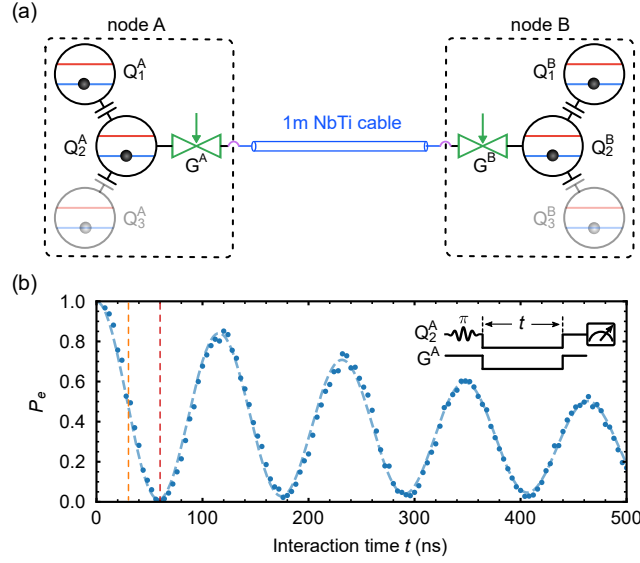 (a)
node A
node B
Q₁ᴬ
Q₁ᴮ
1m NbTi cable
Q₂ᴬ
Gᴬ
Gᴮ
Q₂ᴮ
Q₃ᴬ
Q₃ᴮ
(b)
1.0
0.8
0.6
0.4
0.2
0.0
Pₑ
Q₂ᴬ
π
t
Gᴬ
0
100
200
300
400
500
Interaction time t (ns)